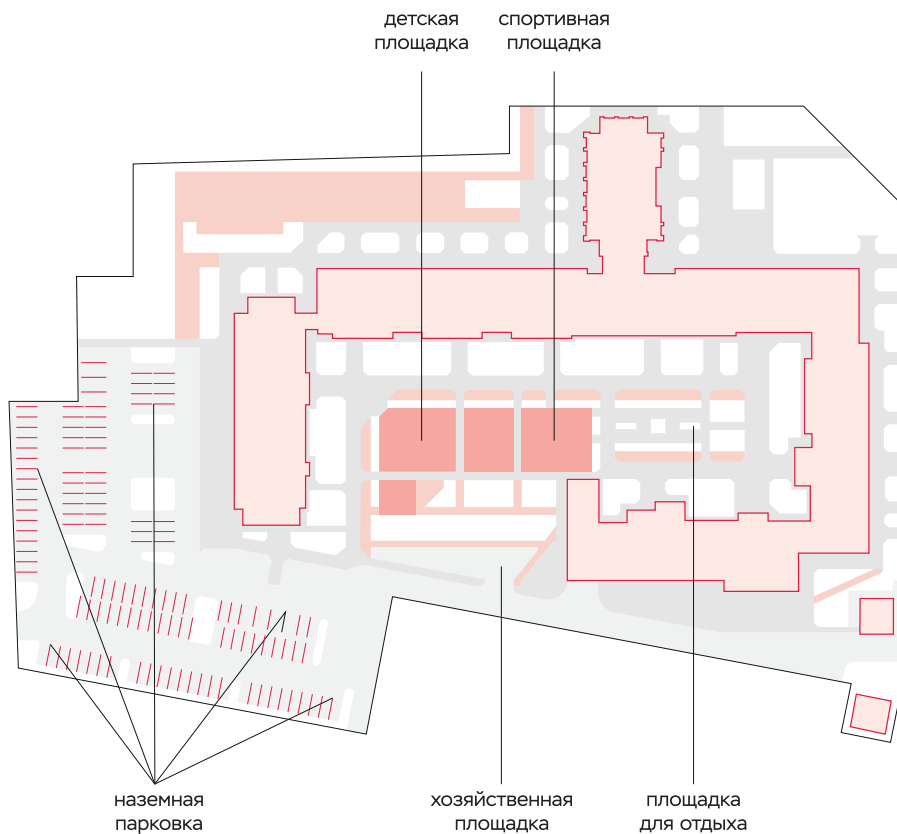 детская
площадка
спортивная
площадка
наземная
парковка
хозяйственная
площадка
площадка
для отдыха